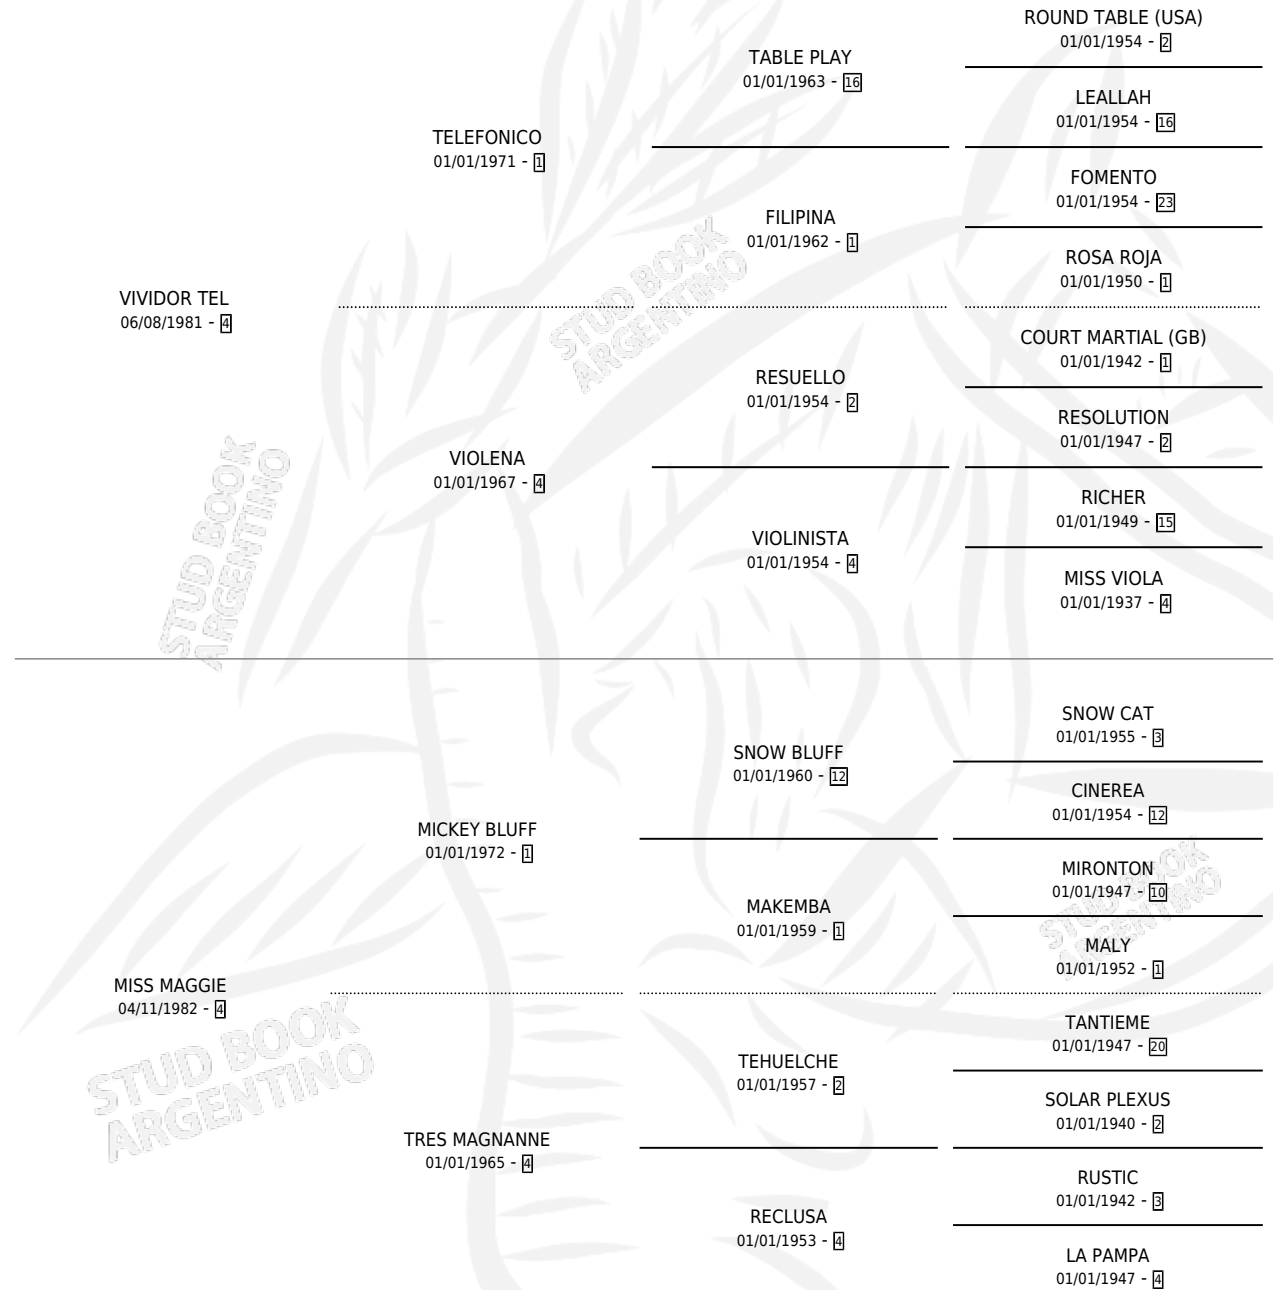 ROUND TABLE (USA)
01/01/1954 - 2
TABLE PLAY
01/01/1963 - 16
LEALLAH
01/01/1954 - 16
TELEFONICO
01/01/1971 - 1
FOMENTO
01/01/1954 - 23
FILIPINA
01/01/1962 - 1
ROSA ROJA
01/01/1950 - 1
VIVIDOR TEL
06/08/1981 - 4
COURT MARTIAL (GB)
01/01/1942 - 1
RESUELLO
01/01/1954 - 2
RESOLUTION
01/01/1947 - 2
VIOLENA
01/01/1967 - 4
RICHER
01/01/1949 - 15
VIOLINISTA
01/01/1954 - 4
MISS VIOLA
01/01/1937 - 4
STUD BOOK
ARGENTINO
STUD BOOK
ARGENTINO
SNOW CAT
01/01/1955 - 3
SNOW BLUFF
01/01/1960 - 12
CINEREA
01/01/1954 - 12
MICKEY BLUFF
01/01/1972 - 1
MIRONTON
01/01/1947 - 10
MAKEMBA
01/01/1959 - 1
MALY
01/01/1952 - 1
MISS MAGGIE
04/11/1982 - 4
TANTIEME
01/01/1947 - 20
TEHUELCHE
01/01/1957 - 2
SOLAR PLEXUS
01/01/1940 - 2
TRES MAGNANNE
01/01/1965 - 4
RUSTIC
01/01/1942 - 3
RECLUSA
01/01/1953 - 4
LA PAMPA
01/01/1947 - 4
STUD BOOK
ARGENTINO
STUD BOOK
ARGENTINO